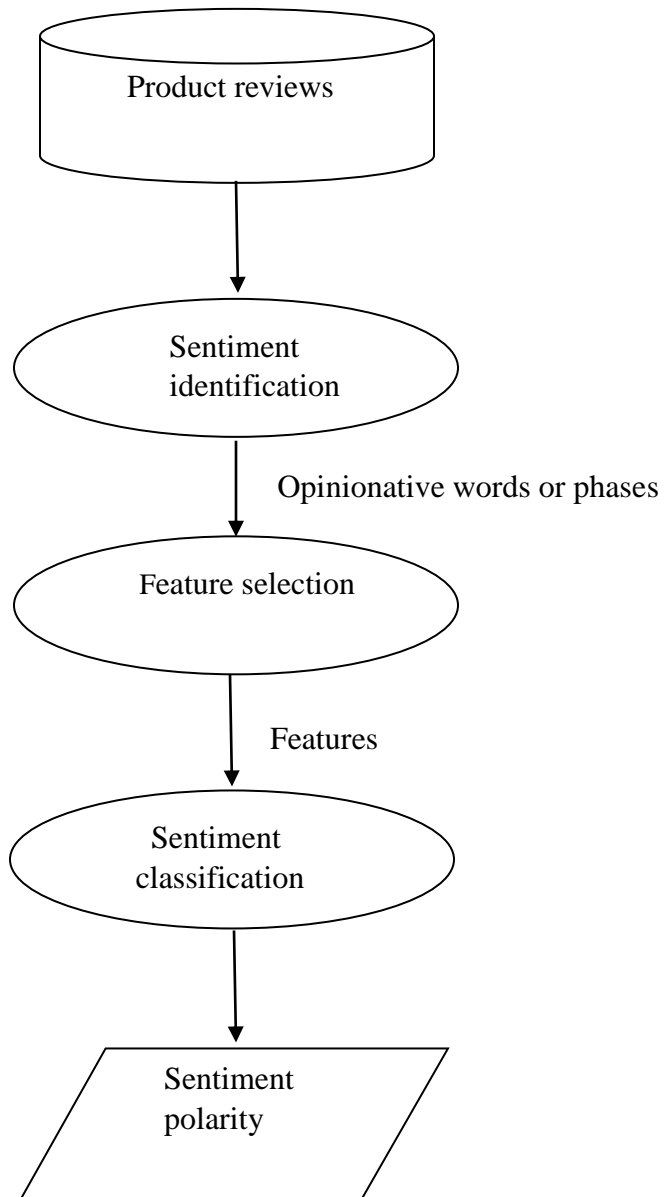 Product reviews
Sentiment
identification
Opinionative words or phases
Feature selection
Features
Sentiment
classification
Sentiment
polarity